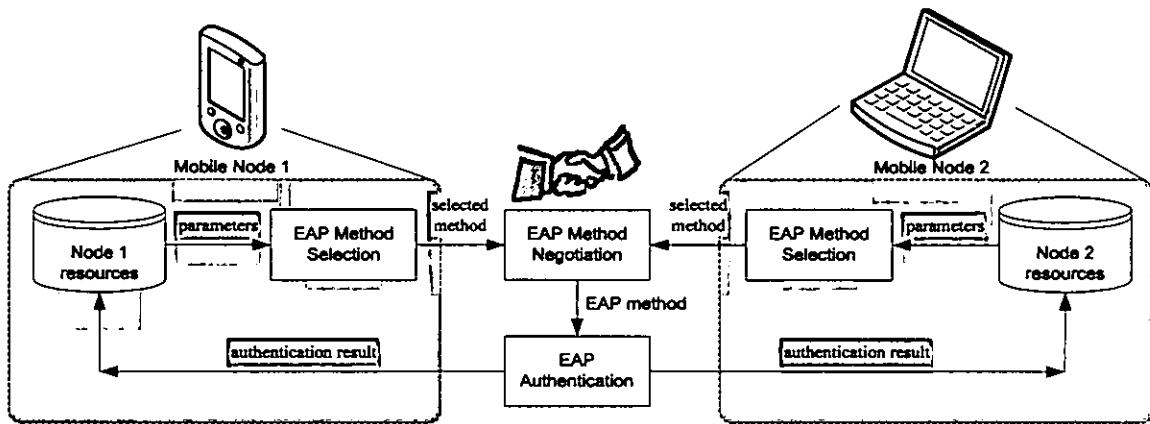 Mobile Node 1
Mobile Node 2
selected
method
selected
method
parameters
parameters
Node 1
resources
EAP Method
Selection
EAP Method
Negotiation
EAP Method
Selection
Node 2
resources
EAP method
authentication result
authentication result
EAP
Authentication